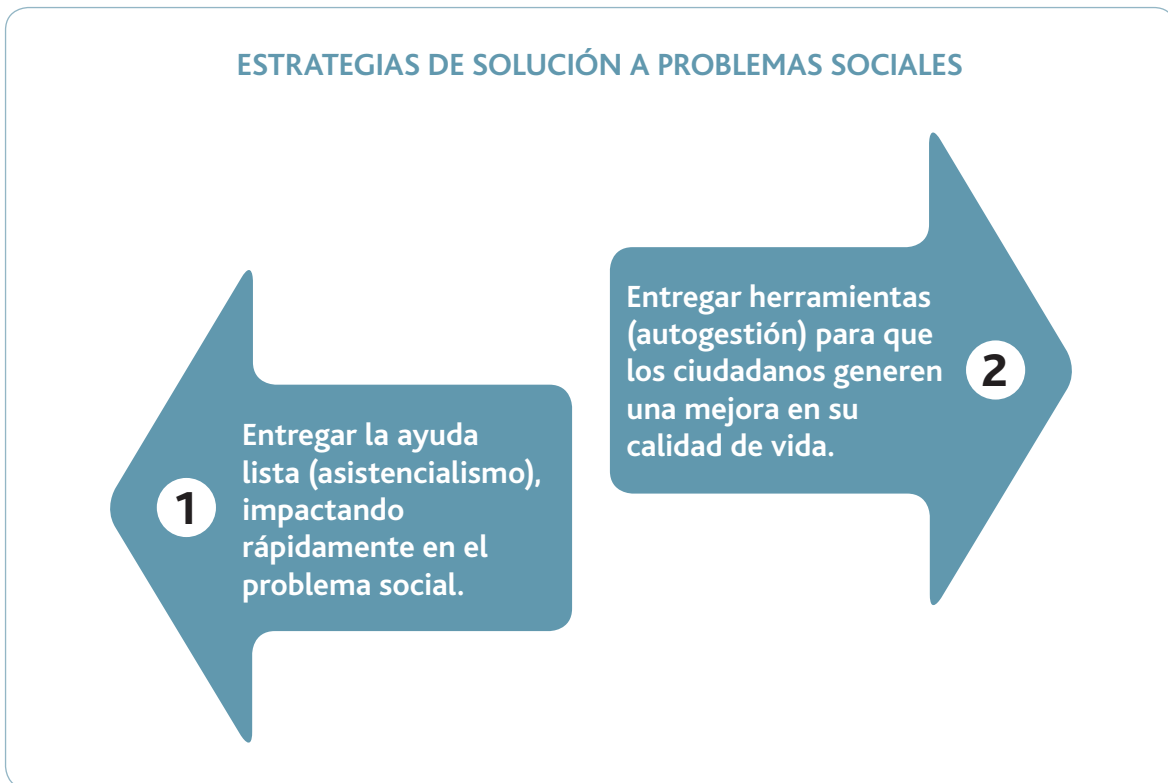 ESTRATEGIAS DE SOLUCIÓN A PROBLEMAS SOCIALES
1
Entregar la ayuda
lista (asistencialismo),
impactando
rápidamente en el
problema social.
Entregar herramientas
(autogestión) para que
los ciudadanos generen
una mejora en su
calidad de vida.
2